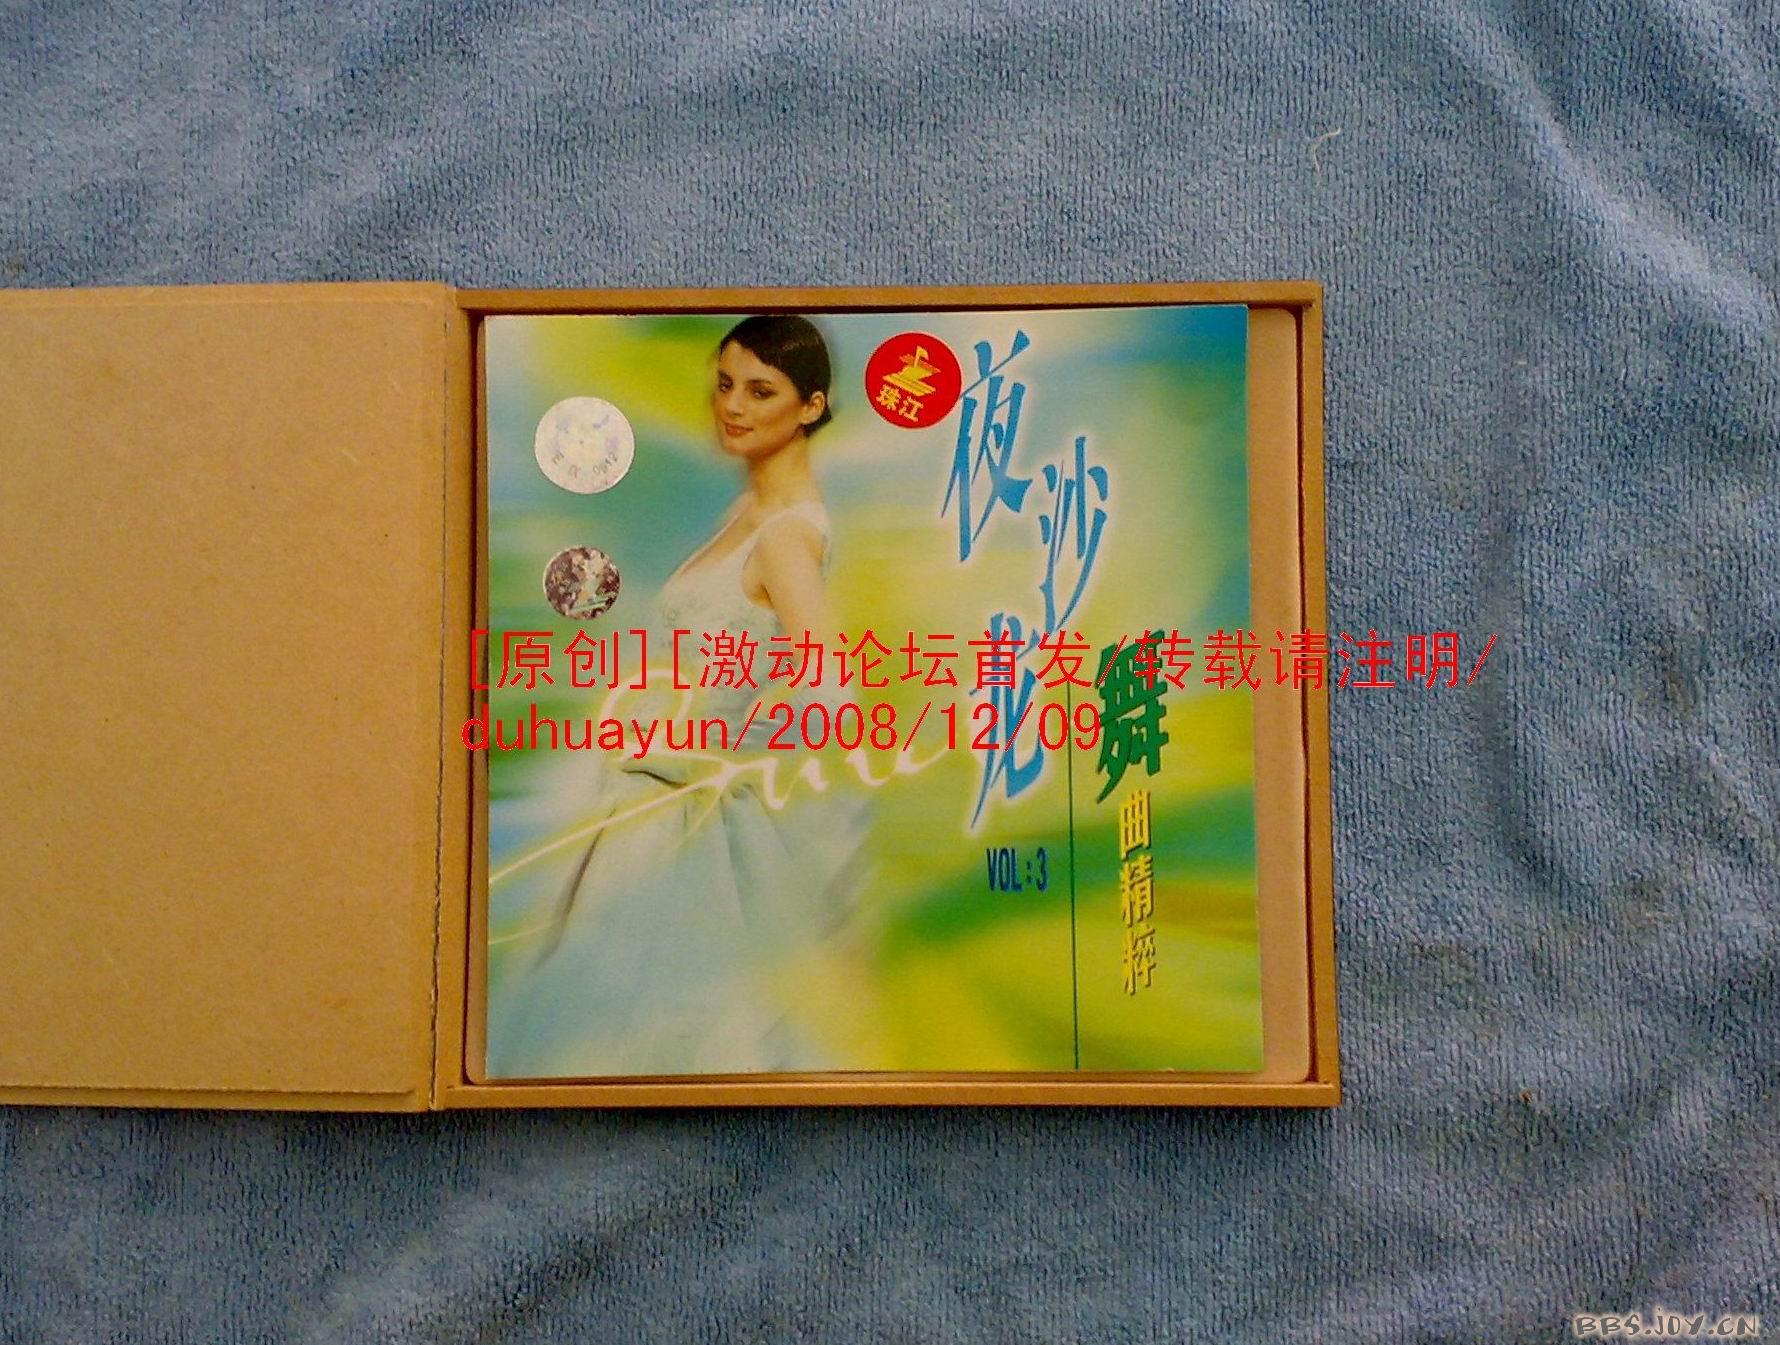 珠江
夜沙龙
舞
曲精粹
VOL:3
[原创][激动论坛首发/转载请注明/
duhuayun/2008/12/09
BBS.JOY.CN